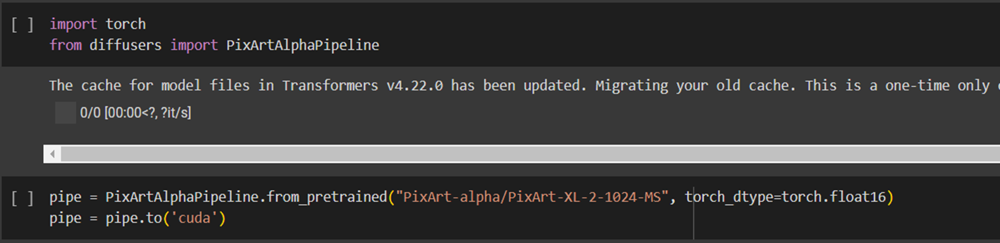 [ ] import torch
from diffusers import PixArtAlphaPipeline
The cache for model files in Transformers v4.22.0 has been updated. Migrating your old cache. This is a one-time only
0/0 [00:00<?, ?it/s]
[ ] pipe = PixArtAlphaPipeline.from_pretrained("PixArt-alpha/PixArt-XL-2-1024-MS", torch_dtype=torch.float16)
pipe = pipe.to('cuda')